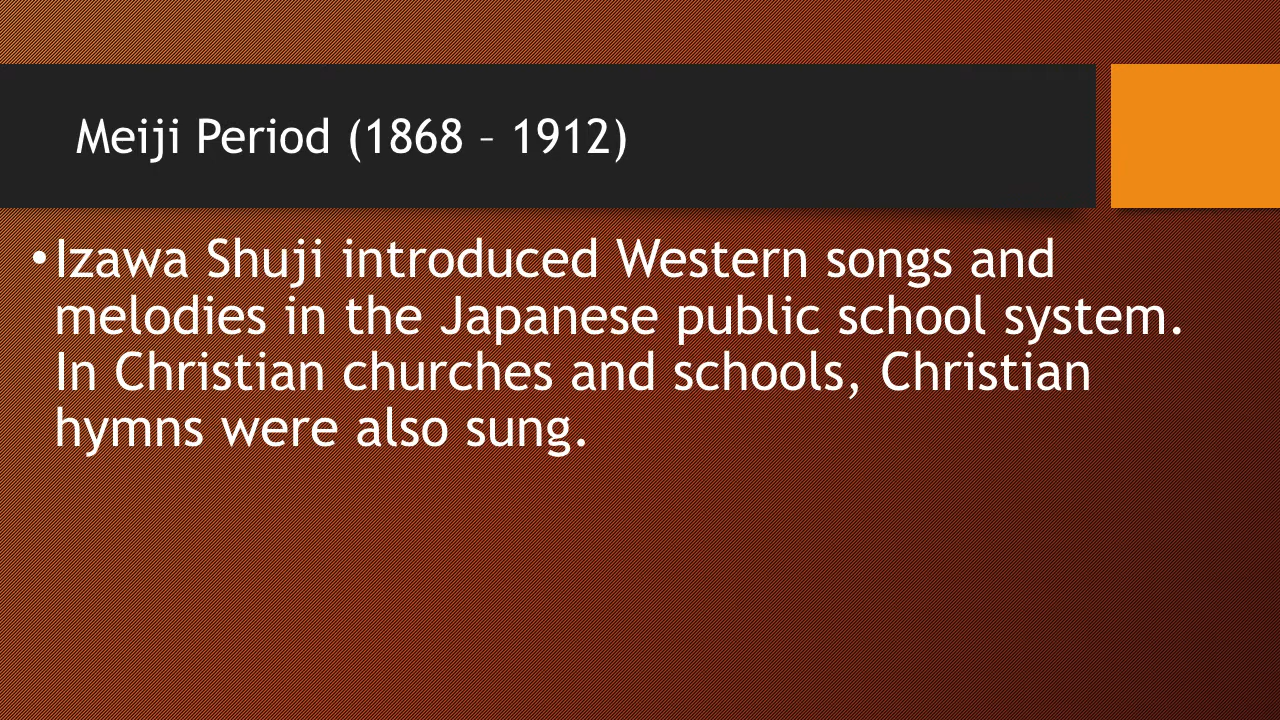 Meiji Period (1868 – 1912)
•Izawa Shuji introduced Western songs and
melodies in the Japanese public school system.
In Christian churches and schools, Christian
hymns were also sung.